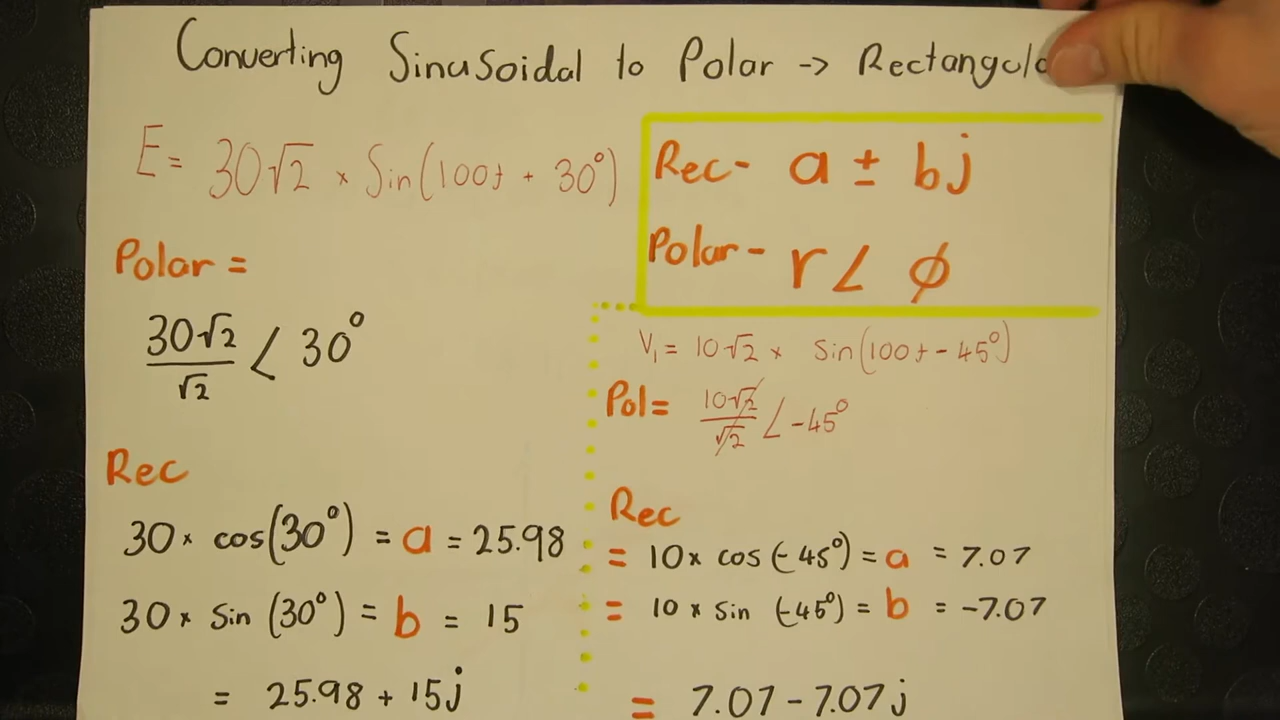 Converting Sinusoidal to Polar → Rectangula
E = 30√2 × Sin(100t + 30°)
Rec - a ± bj
Polar - r∠ φ
Polar =
30√2
√2
∠ 30°
Rec
30 × cos(30°) = a = 25.98
30 × Sin (30°) = b = 15
= 25.98 + 15j
V₁ = 10√2 × Sin(100t - 45°)
Pol = 
10√2
√2
∠ -45°
Rec
= 10 × cos (-45°) = a = 7.07
= 10 × sin (-45°) = b = -7.07
= 7.07 - 7.07j